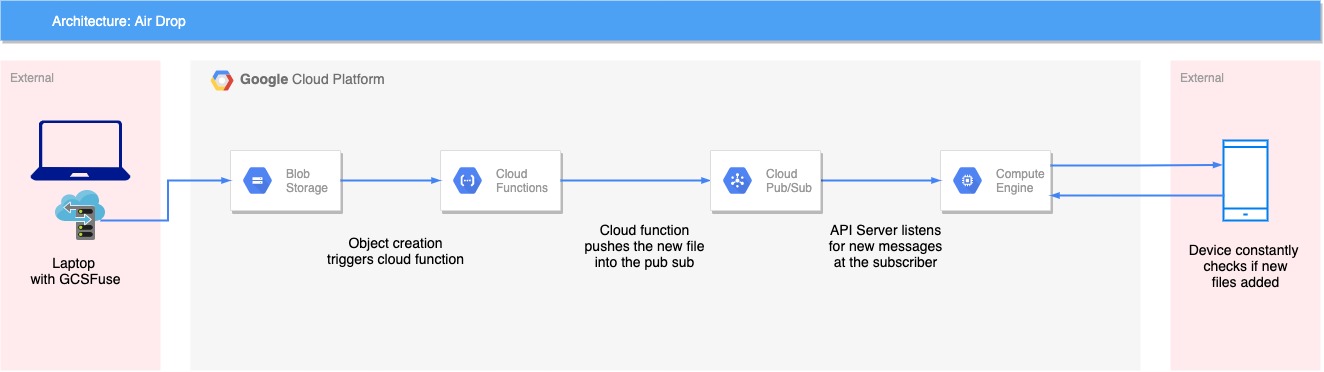 Architecture: Air Drop
External
Google Cloud Platform
External
Blob
Storage
Cloud
Functions
Cloud
Pub/Sub
Compute
Engine
Object creation
triggers cloud function
Cloud function
pushes the new file
into the pub sub
API Server listens
for new messages
at the subscriber
Laptop
with GCSFuse
Device constantly
checks if new
files added